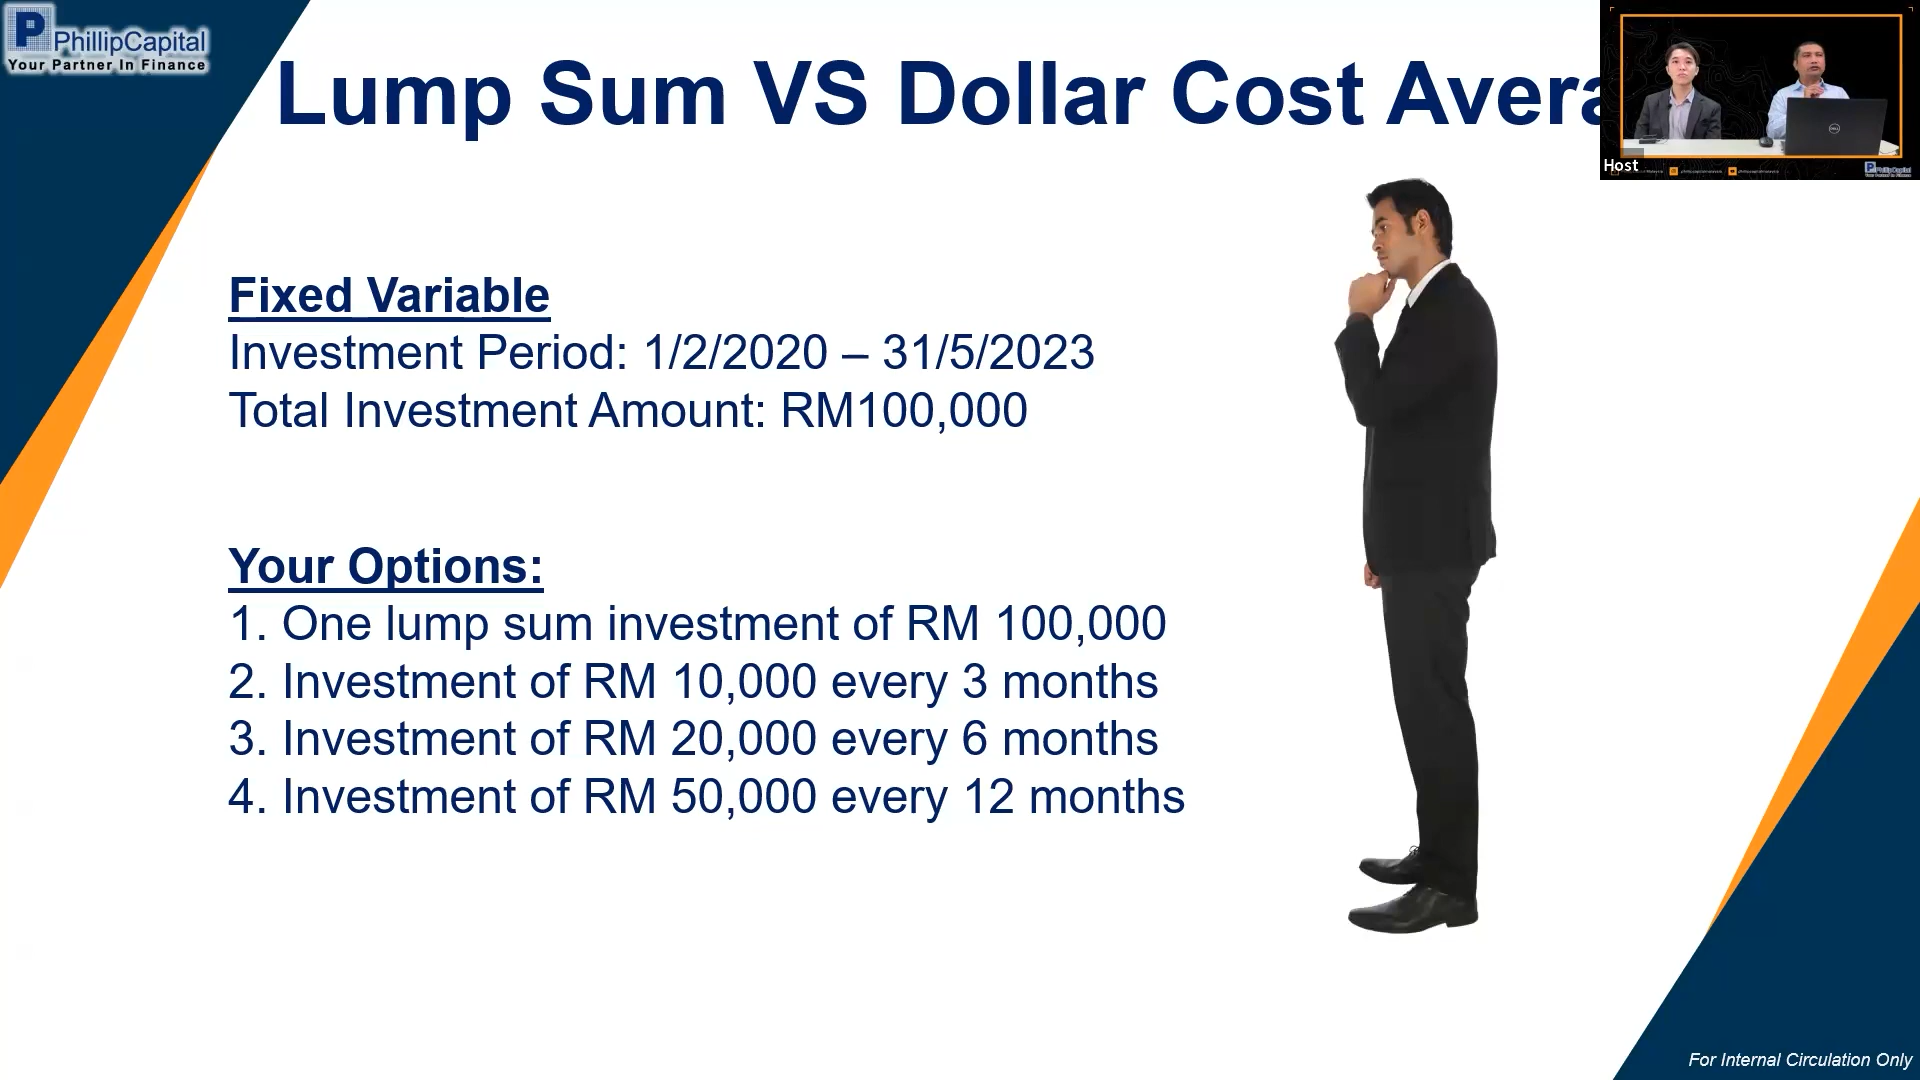 P PhillipCapital
Your Partner In Finance
Lump Sum VS Dollar Cost Avera
Host
Fixed Variable
Investment Period: 1/2/2020 – 31/5/2023
Total Investment Amount: RM100,000
Your Options:
1. One lump sum investment of RM 100,000
2. Investment of RM 10,000 every 3 months
3. Investment of RM 20,000 every 6 months
4. Investment of RM 50,000 every 12 months
For Internal Circulation Only